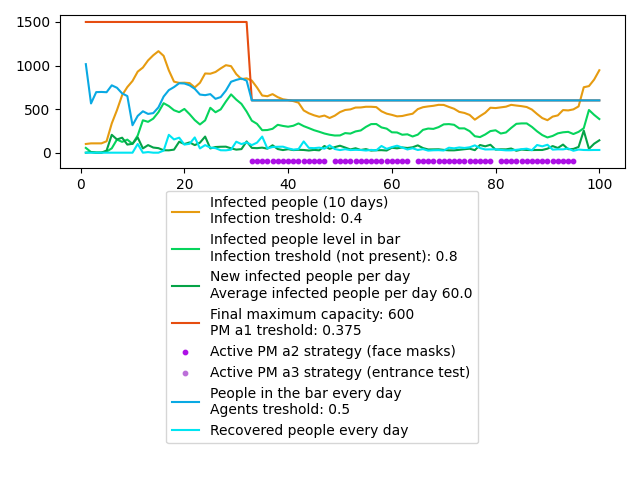 1500
1000
500
0
0 20 40 60 80 100
Infected people (10 days)
Infection treshold: 0.4
Infected people level in bar
Infection treshold (not present): 0.8
New infected people per day
Average infected people per day 60.0
Final maximum capacity: 600
PM a1 treshold: 0.375
Active PM a2 strategy (face masks)
Active PM a3 strategy (entrance test)
People in the bar every day
Agents treshold: 0.5
Recovered people every day